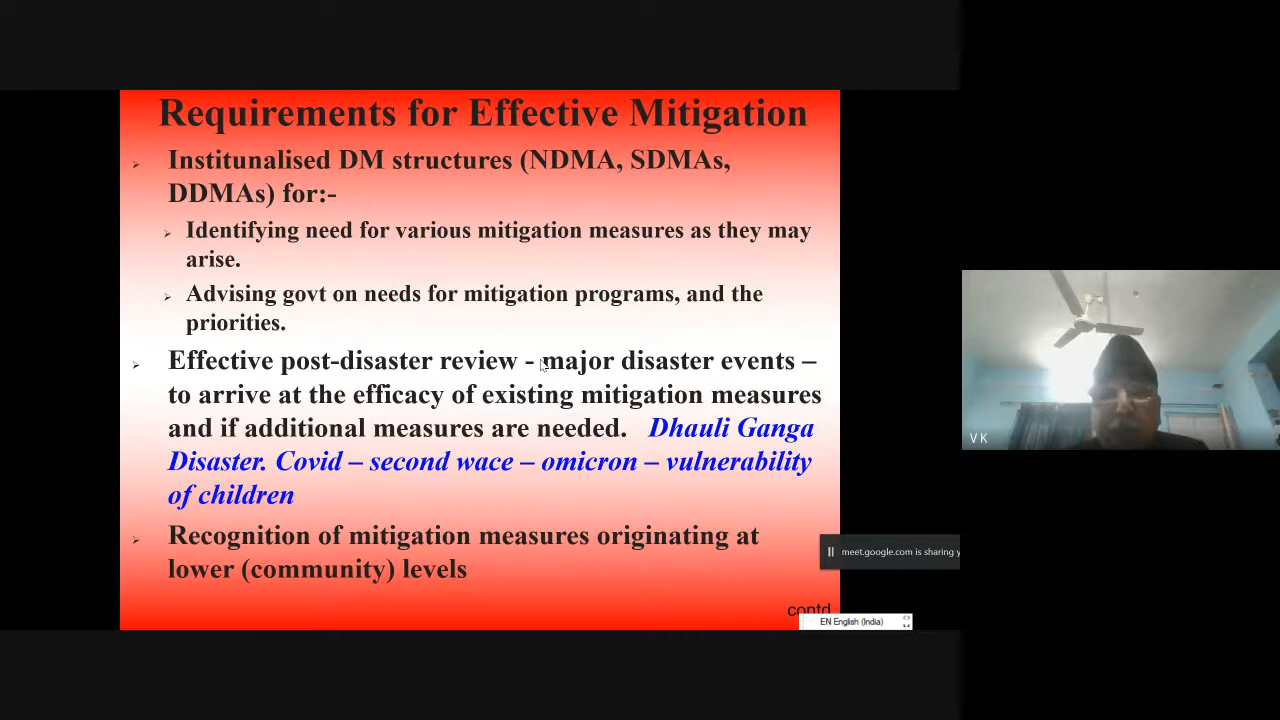 Requirements for Effective Mitigation
Institunalised DM structures (NDMA, SDMAs,
DDMAs) for:-
Identifying need for various mitigation measures as they may
arise.
Advising govt on needs for mitigation programs, and the
priorities.
Effective post-disaster review - major disaster events –
to arrive at the efficacy of existing mitigation measures
and if additional measures are needed. Dhauli Ganga
Disaster. Covid – second wace – omicron – vulnerability
of children
Recognition of mitigation measures originating at
lower (community) levels
contd
meet.google.com is sharing y
EN English (India)
V K